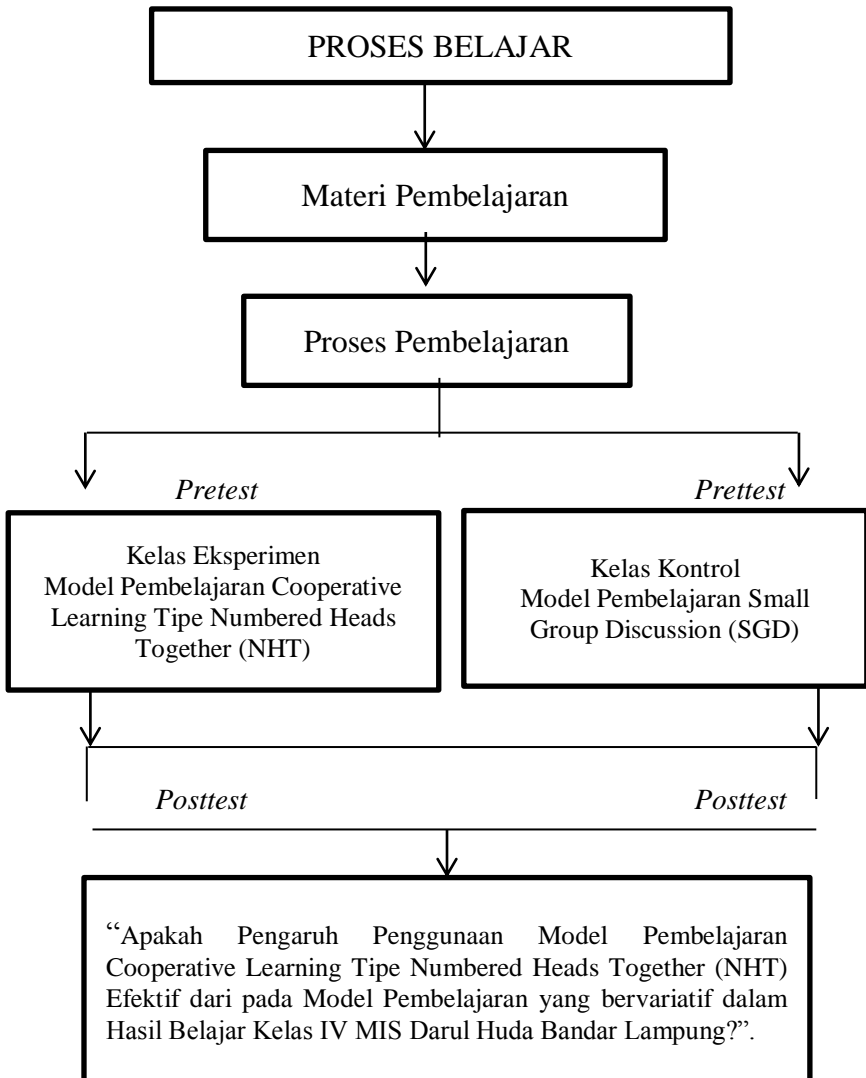 PROSES BELAJAR
Materi Pembelajaran
Proses Pembelajaran
Pretest
Prettest
Kelas Eksperimen
Model Pembelajaran Cooperative
Learning Tipe Numbered Heads
Together (NHT)
Kelas Kontrol
Model Pembelajaran Small
Group Discussion (SGD)
Posttest
Posttest
“Apakah Pengaruh Penggunaan Model Pembelajaran
Cooperative Learning Tipe Numbered Heads Together (NHT)
Efektif dari pada Model Pembelajaran yang bervariatif dalam
Hasil Belajar Kelas IV MIS Darul Huda Bandar Lampung?”.